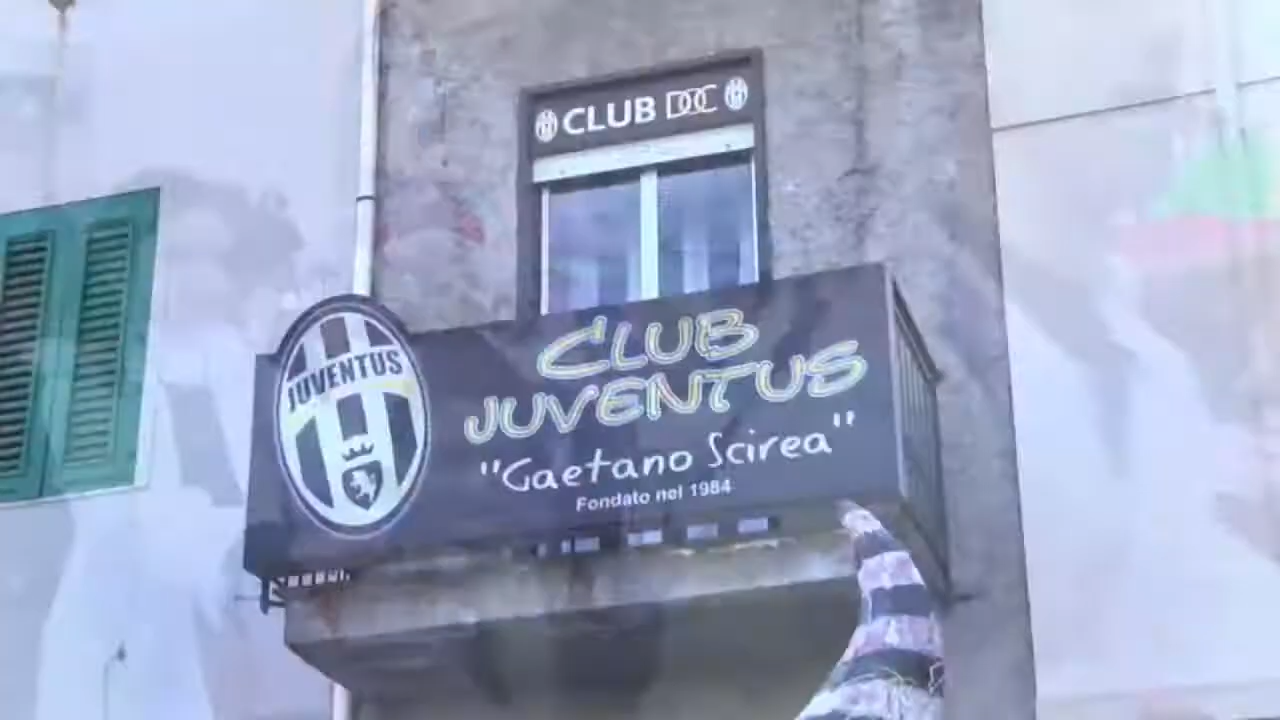 CLUB DOC
JUVENTUS
CLUB
JUVENTUS
"Gaetano Scirea"
Fondato nel 1984